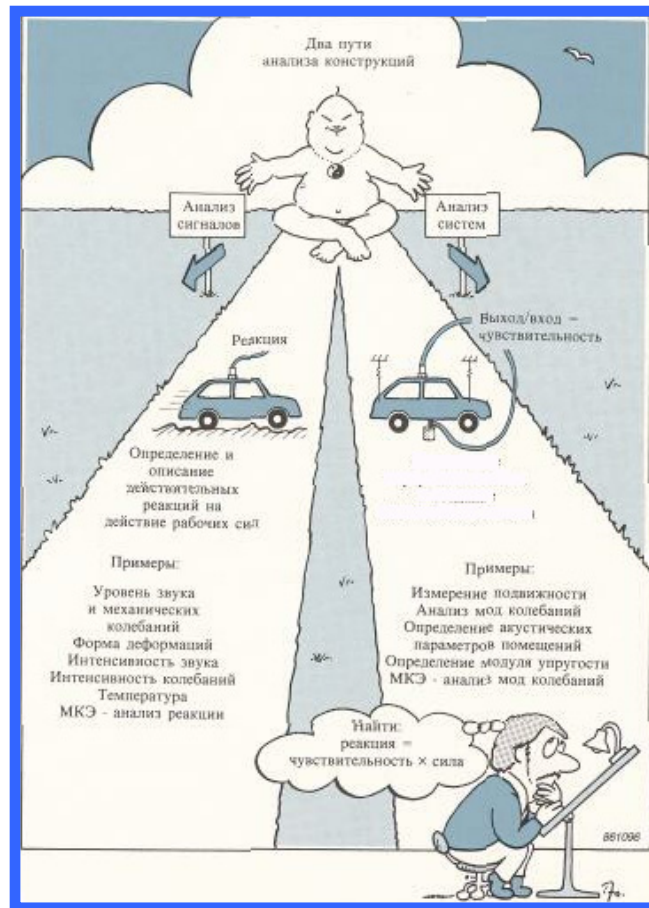 Два пути
анализа конструкций
Анализ
сигналов
Анализ
систем
Реакция
Выход/вход –
чувствительность
Определение и
описание
действительных
реакций на
действие рабочих сил
Примеры:
Уровень звука
и механических
колебаний
Форма деформаций
Интенсивность звука
Интенсивность колебаний
Температура
МКЭ - анализ реакции
Примеры:
Измерение подвижности
Анализ мод колебаний
Определение акустических
параметров помещений
Определение модуля упругости
МКЭ - анализ мод колебаний
Найти:
реакция =
чувствительность × сила
861096